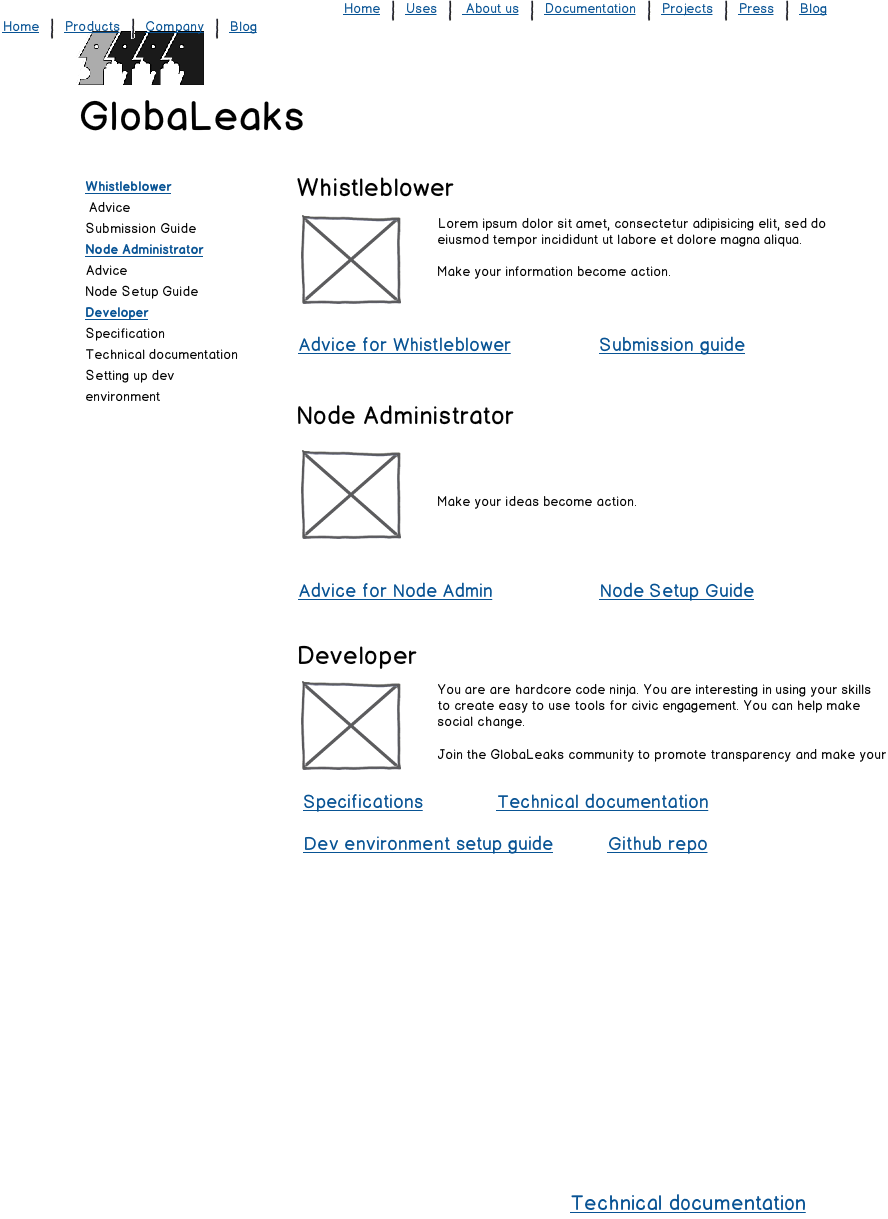 Home | Uses | About us | Documentation | Projects | Press | Blog
Home | Products | Company | Blog
GlobaLeaks
Whistleblower
Advice
Submission Guide
Node Administrator
Advice
Node Setup Guide
Developer
Specification
Technical documentation
Setting up dev
environment
Whistleblower
Lorem ipsum dolor sit amet, consectetur adipisicing elit, sed do
eiusmod tempor incididunt ut labore et dolore magna aliqua.
Make your information become action.
Advice for Whistleblower Submission guide
Node Administrator
Make your ideas become action.
Advice for Node Admin Node Setup Guide
Developer
You are are hardcore code ninja. You are interesting in using your skills
to create easy to use tools for civic engagement. You can help make
social change.
Join the GlobaLeaks community to promote transparency and make your
Specifications Technical documentation
Dev environment setup guide Github repo
Technical documentation